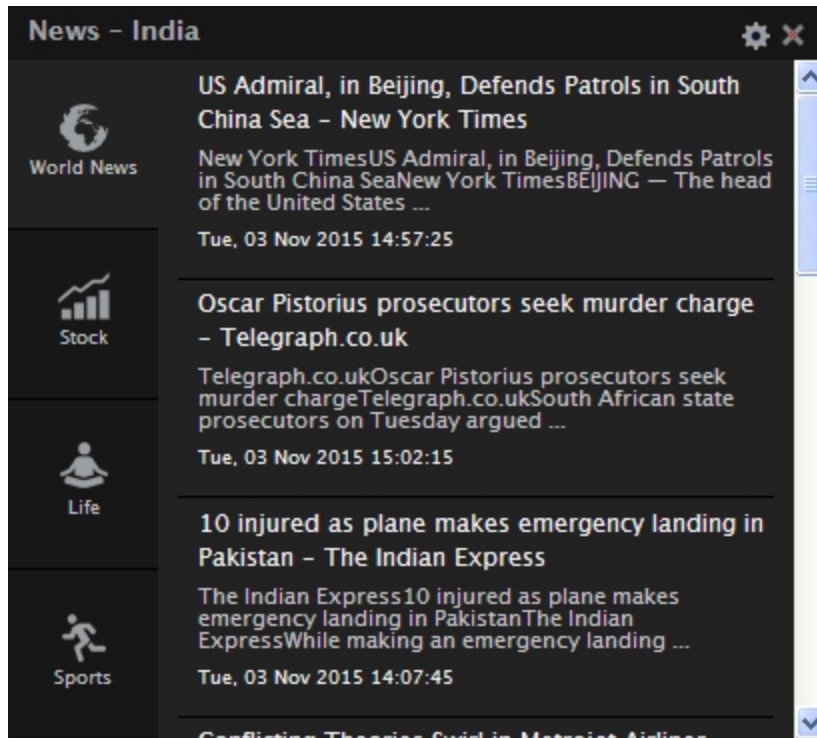 News – India
World News
Stock
Life
Sports
US Admiral, in Beijing, Defends Patrols in South
China Sea – New York Times
New York TimesUS Admiral, in Beijing, Defends Patrols
in South China SeaNew York TimesBEIJING — The head
of the United States ...
Tue, 03 Nov 2015 14:57:25
Oscar Pistorius prosecutors seek murder charge
– Telegraph.co.uk
Telegraph.co.ukOscar Pistorius prosecutors seek
murder chargeTelegraph.co.ukSouth African state
prosecutors on Tuesday argued ...
Tue, 03 Nov 2015 15:02:15
10 injured as plane makes emergency landing in
Pakistan – The Indian Express
The Indian Express10 injured as plane makes
emergency landing in PakistanThe Indian
ExpressWhile making an emergency landing ...
Tue, 03 Nov 2015 14:07:45
Conflicting Theories Swirl in Metrojet Airliner